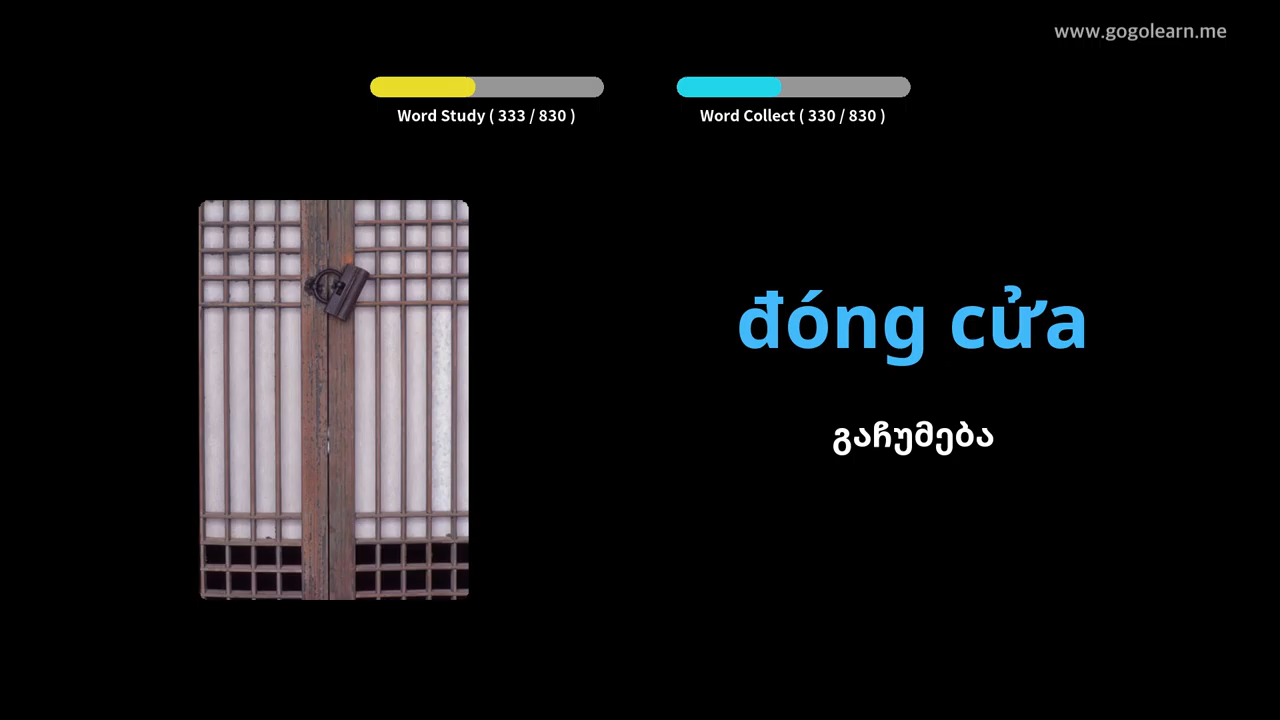 www.gogolearn.me
Word Study ( 333 / 830 )
Word Collect ( 330 / 830 )
đóng cửa
გაჩუმება